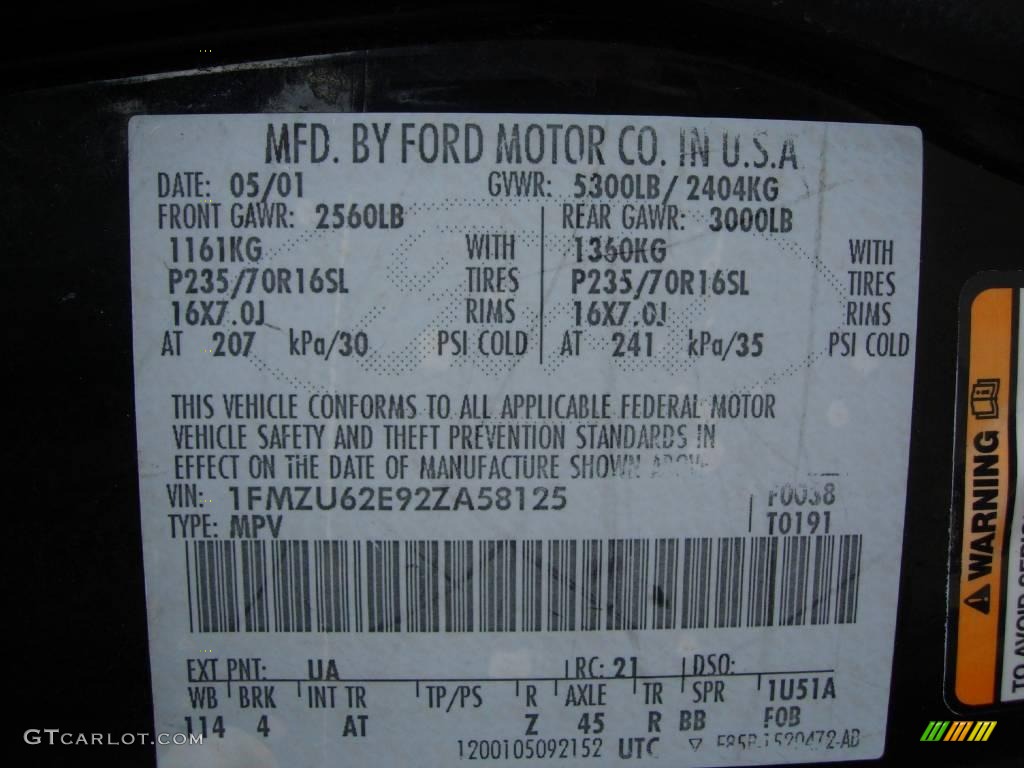 MFD. BY FORD MOTOR CO. IN U.S.A
DATE: 05/01 GVWR: 5300LB/ 2404KG
FRONT GAWR: 2560LB REAR GAWR: 3000LB
1161KG WITH 1360KG WITH
P235/70R16SL TIRES P235/70R16SL TIRES
16X7.0J RIMS 16X7.0J RIMS
AT 207 kPa/30 PSI COLD AT 241 kPa/35 PSI COLD
THIS VEHICLE CONFORMS TO ALL APPLICABLE FEDERAL MOTOR
VEHICLE SAFETY AND THEFT PREVENTION STANDARDS IN
EFFECT ON THE DATE OF MANUFACTURE SHOWN ABOVE
VIN: 1FMZU62E92ZA58125 F0038
TYPE: MPV T0191
EXT PNT: UA RC: 21 DSO:
WB BRK INT TR TP/PS R AXLE TR SPR 1U51A
114 4 AT Z 45 R BB FOB
1200105092152 UTC
WARNING
GTCARLOT.COM